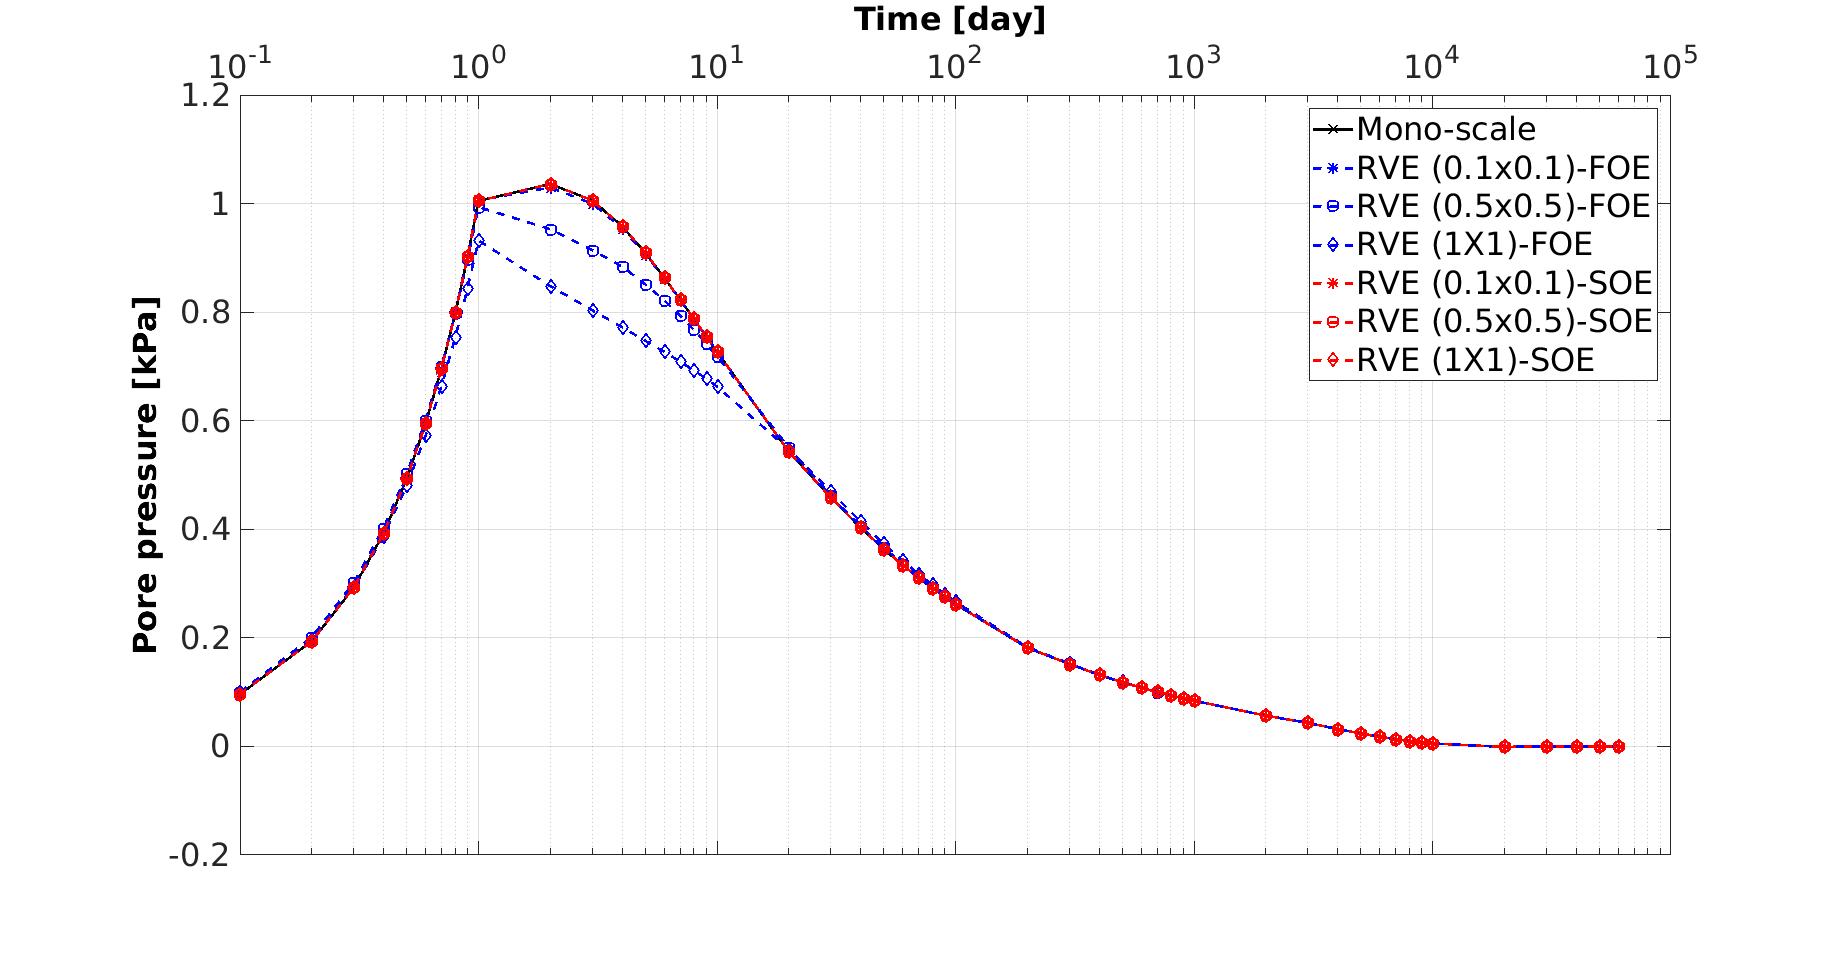 Time [day]
10^-1 10^0 10^1 10^2 10^3 10^4 10^5
1.2
1
0.8
0.6
0.4
0.2
0
-0.2
Pore pressure [kPa]
Mono-scale
RVE (0.1x0.1)-FOE
RVE (0.5x0.5)-FOE
RVE (1X1)-FOE
RVE (0.1x0.1)-SOE
RVE (0.5x0.5)-SOE
RVE (1X1)-SOE